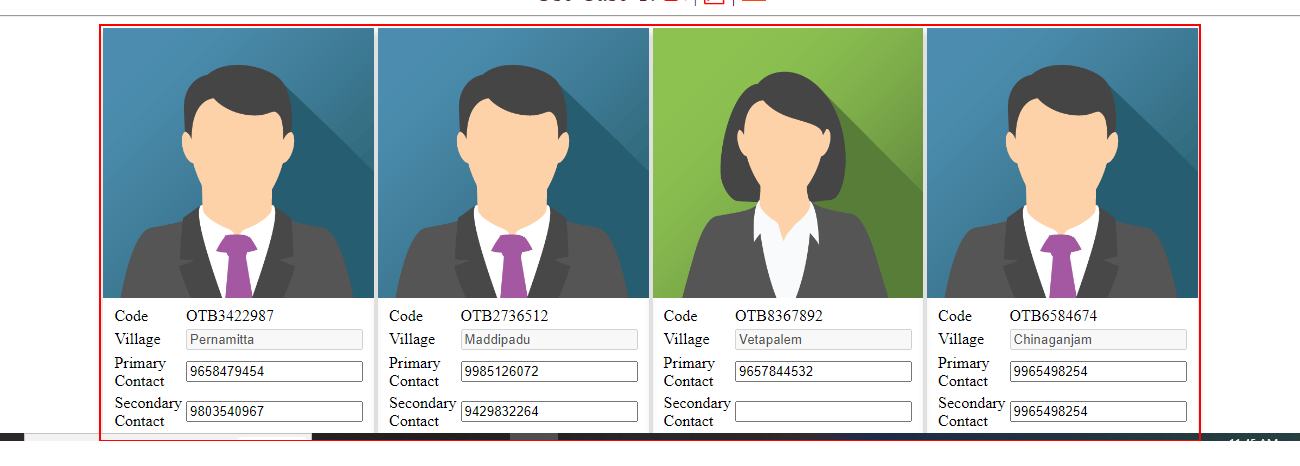 Code OTB3422987
Village Pernamitta
Primary Contact 9658479454
Secondary Contact 9803540967
Code OTB2736512
Village Maddipadu
Primary Contact 9985126072
Secondary Contact 9429832264
Code OTB8367892
Village Vetapalem
Primary Contact 9657844532
Secondary Contact
Code OTB6584674
Village Chinaganjam
Primary Contact 9965498254
Secondary Contact 9965498254